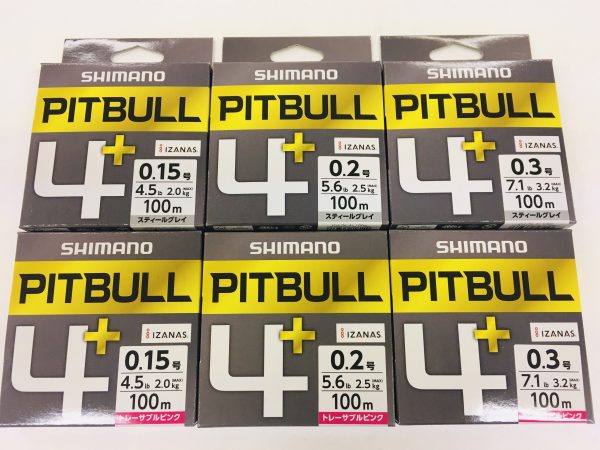 SHIMANO
PITBULL
4+
IZANAS
0.15号
4.5lb 2.0kg (MAX)
100m
スティールグレイ
SHIMANO
PITBULL
4+
IZANAS
0.2号
5.6lb 2.5kg (MAX)
100m
スティールグレイ
SHIMANO
PITBULL
4+
IZANAS
0.3号
7.1lb 3.2kg (MAX)
100m
スティールグレイ
SHIMANO
PITBULL
4+
IZANAS
0.15号
4.5lb 2.0kg (MAX)
100m
トレーサブルピンク
SHIMANO
PITBULL
4+
IZANAS
0.2号
5.6lb 2.5kg (MAX)
100m
トレーサブルピンク
SHIMANO
PITBULL
4+
IZANAS
0.3号
7.1lb 3.2kg (MAX)
100m
トレーサブルピンク